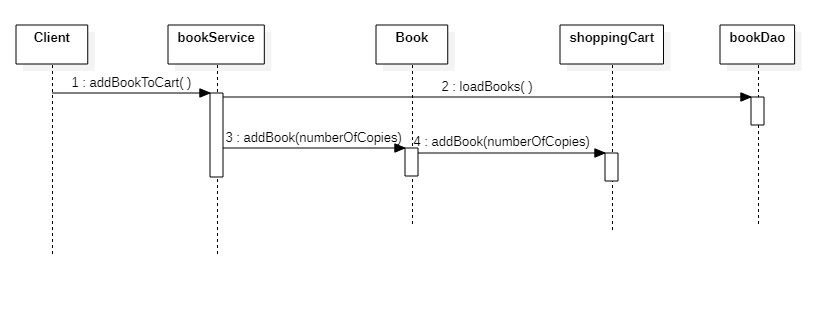 Client
bookService
Book
shoppingCart
bookDao
1 : addBookToCart( )
2 : loadBooks( )
3 : addBook(numberOfCopies)
4 : addBook(numberOfCopies)